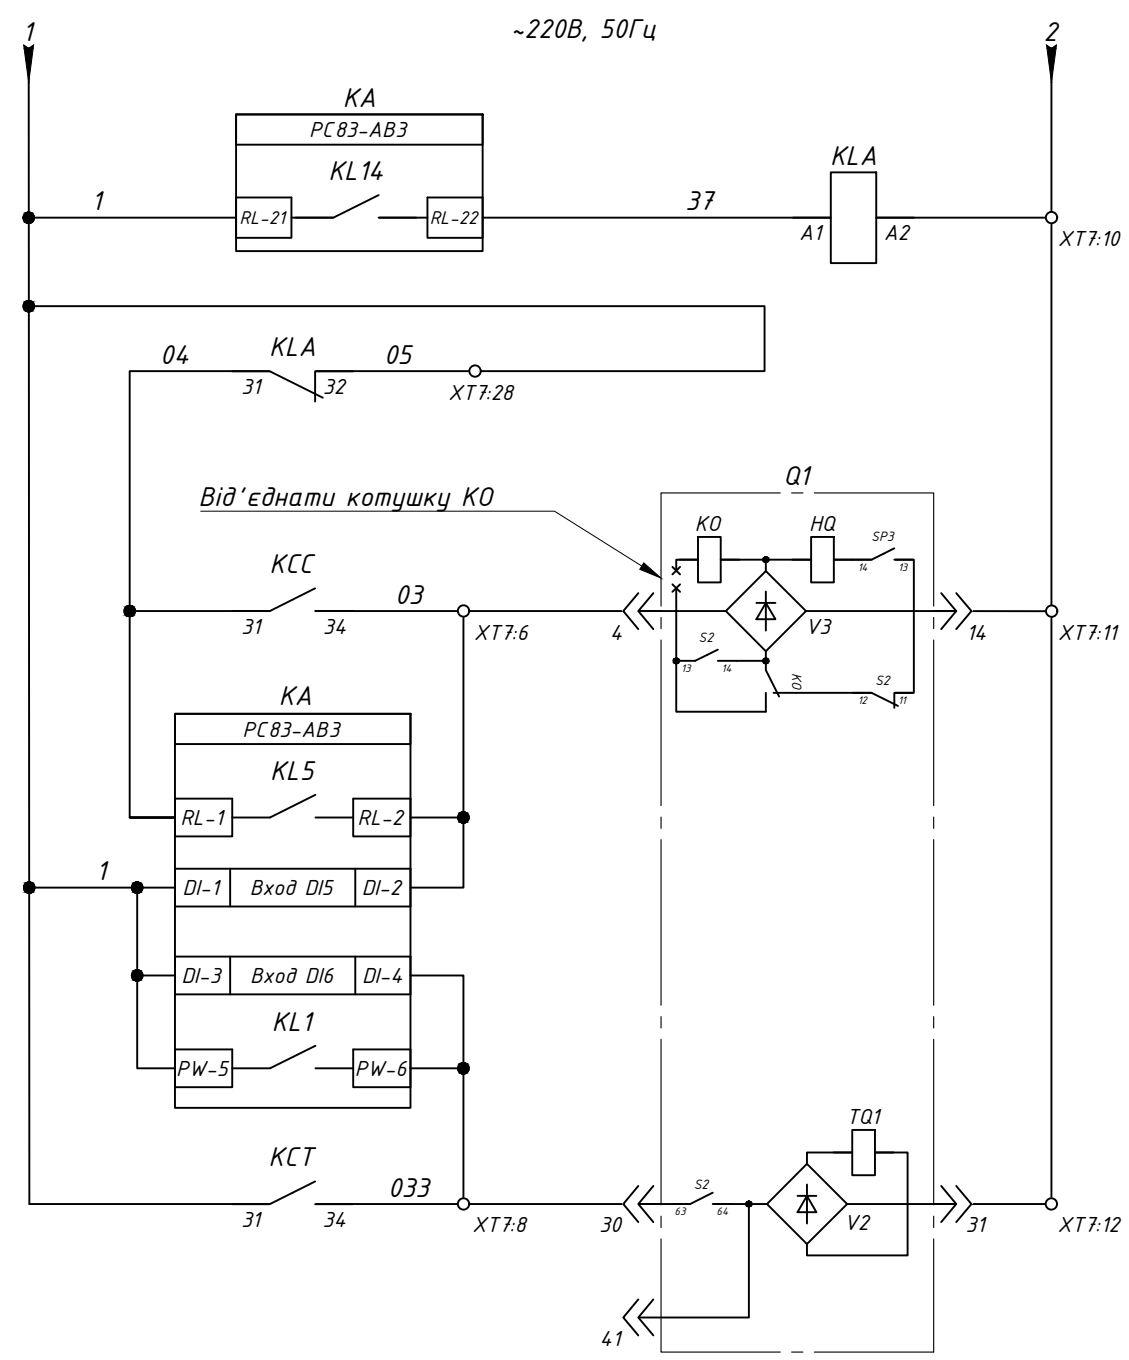 1
~220В, 50Гц
2
KA
РС83-АВ3
KL14
RL-21
RL-22
1
37
KLA
A1
A2
XT7:10
04
KLA
05
31
32
XT7:28
Від'єднати котушку KO
Q1
KO
HQ
SP3
14
13
KCC
03
31
34
XT7:6
4
V3
14
XT7:11
S2
13
14
KO
S2
12
11
KA
РС83-АВ3
KL5
RL-1
RL-2
1
DI-1
Вход DI5
DI-2
DI-3
Вход DI6
DI-4
KL1
PW-5
PW-6
TQ1
KCT
033
31
34
XT7:8
30
S2
63
64
V2
31
XT7:12
41